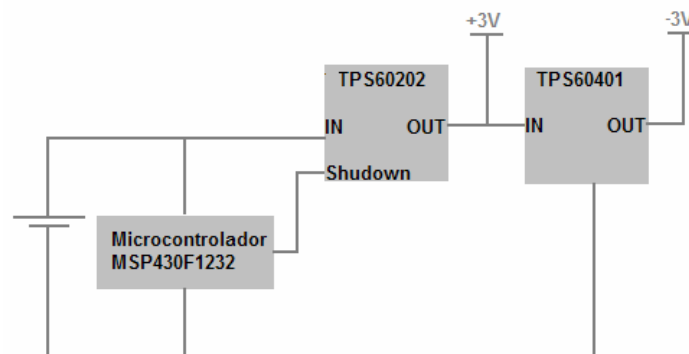 +3V
-3V
TPS60202
TPS60401
IN
OUT
IN
OUT
Shudown
Microcontrolador
MSP430F1232